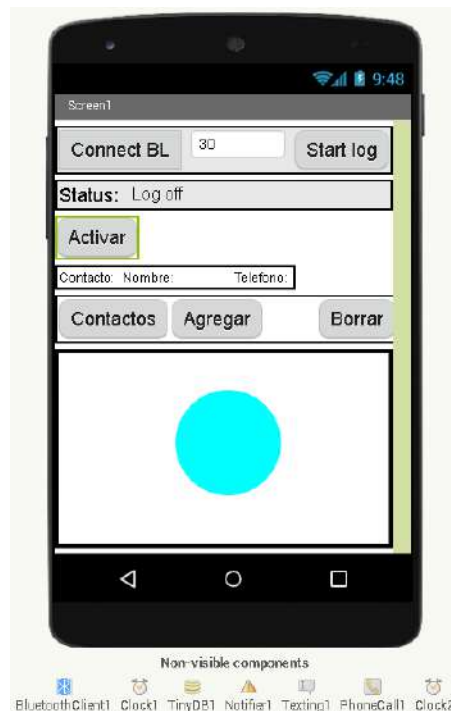 9:48
Screen1
Connect BL 30 Start log
Status: Log off
Activar
Contacto: Nombre: Telefono:
Contactos Agregar Borrar
Non-visible components
BluetoothClient1 Clock1 TinyDB1 Notifier1 Texting1 PhoneCall1 Clock2